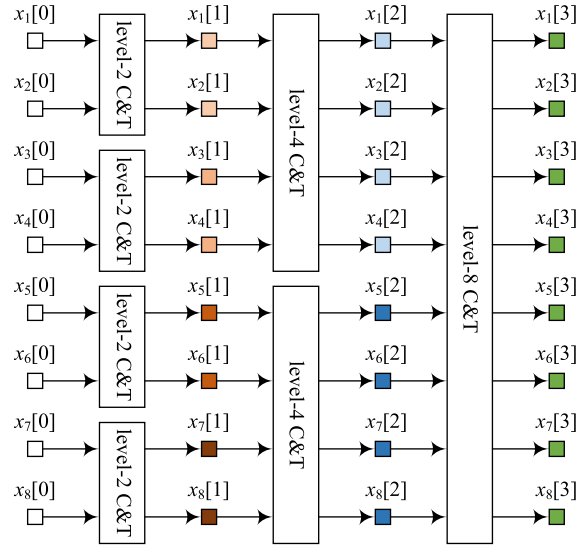 x₁[0] x₁[1] x₁[2] x₁[3]
x₂[0] x₂[1] x₂[2] x₂[3]
x₃[0] x₃[1] x₃[2] x₃[3]
x₄[0] x₄[1] x₄[2] x₄[3]
x₅[0] x₅[1] x₅[2] x₅[3]
x₆[0] x₆[1] x₆[2] x₆[3]
x₇[0] x₇[1] x₇[2] x₇[3]
x₈[0] x₈[1] x₈[2] x₈[3]
level-2 C&T
level-2 C&T
level-2 C&T
level-2 C&T
level-4 C&T
level-4 C&T
level-8 C&T